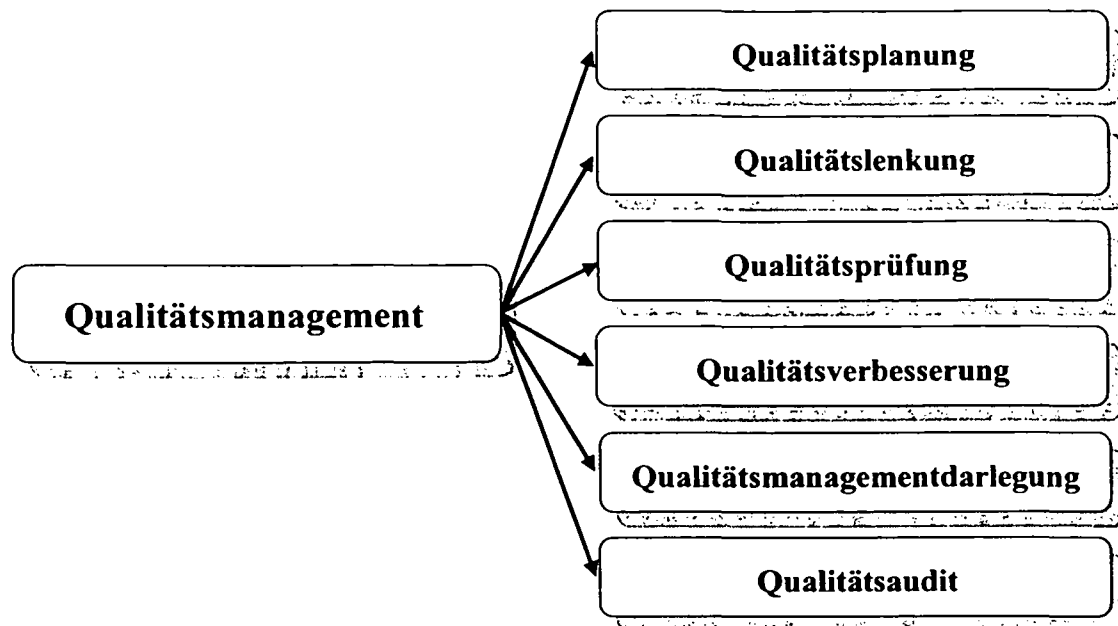 Qualitätsplanung
Qualitätslenkung
Qualitätsprüfung
Qualitätsmanagement
Qualitätsverbesserung
Qualitätsmanagementdarlegung
Qualitätsaudit